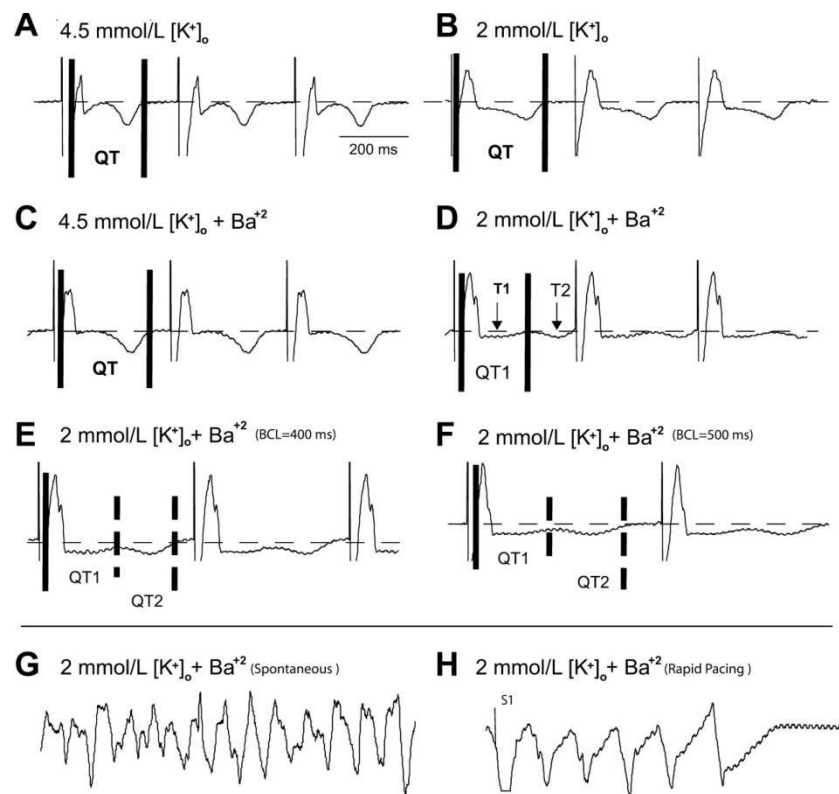 A 4.5 mmol/L [K⁺]ₒ
QT
200 ms
B 2 mmol/L [K⁺]ₒ
QT
C 4.5 mmol/L [K⁺]ₒ + Ba⁺²
QT
D 2 mmol/L [K⁺]ₒ+ Ba⁺²
T1 T2
QT1
E 2 mmol/L [K⁺]ₒ+ Ba⁺² (BCL=400 ms)
QT1
QT2
F 2 mmol/L [K⁺]ₒ+ Ba⁺² (BCL=500 ms)
QT1
QT2
G 2 mmol/L [K⁺]ₒ+ Ba⁺² (Spontaneous )
H 2 mmol/L [K⁺]ₒ+ Ba⁺² (Rapid Pacing )
S1